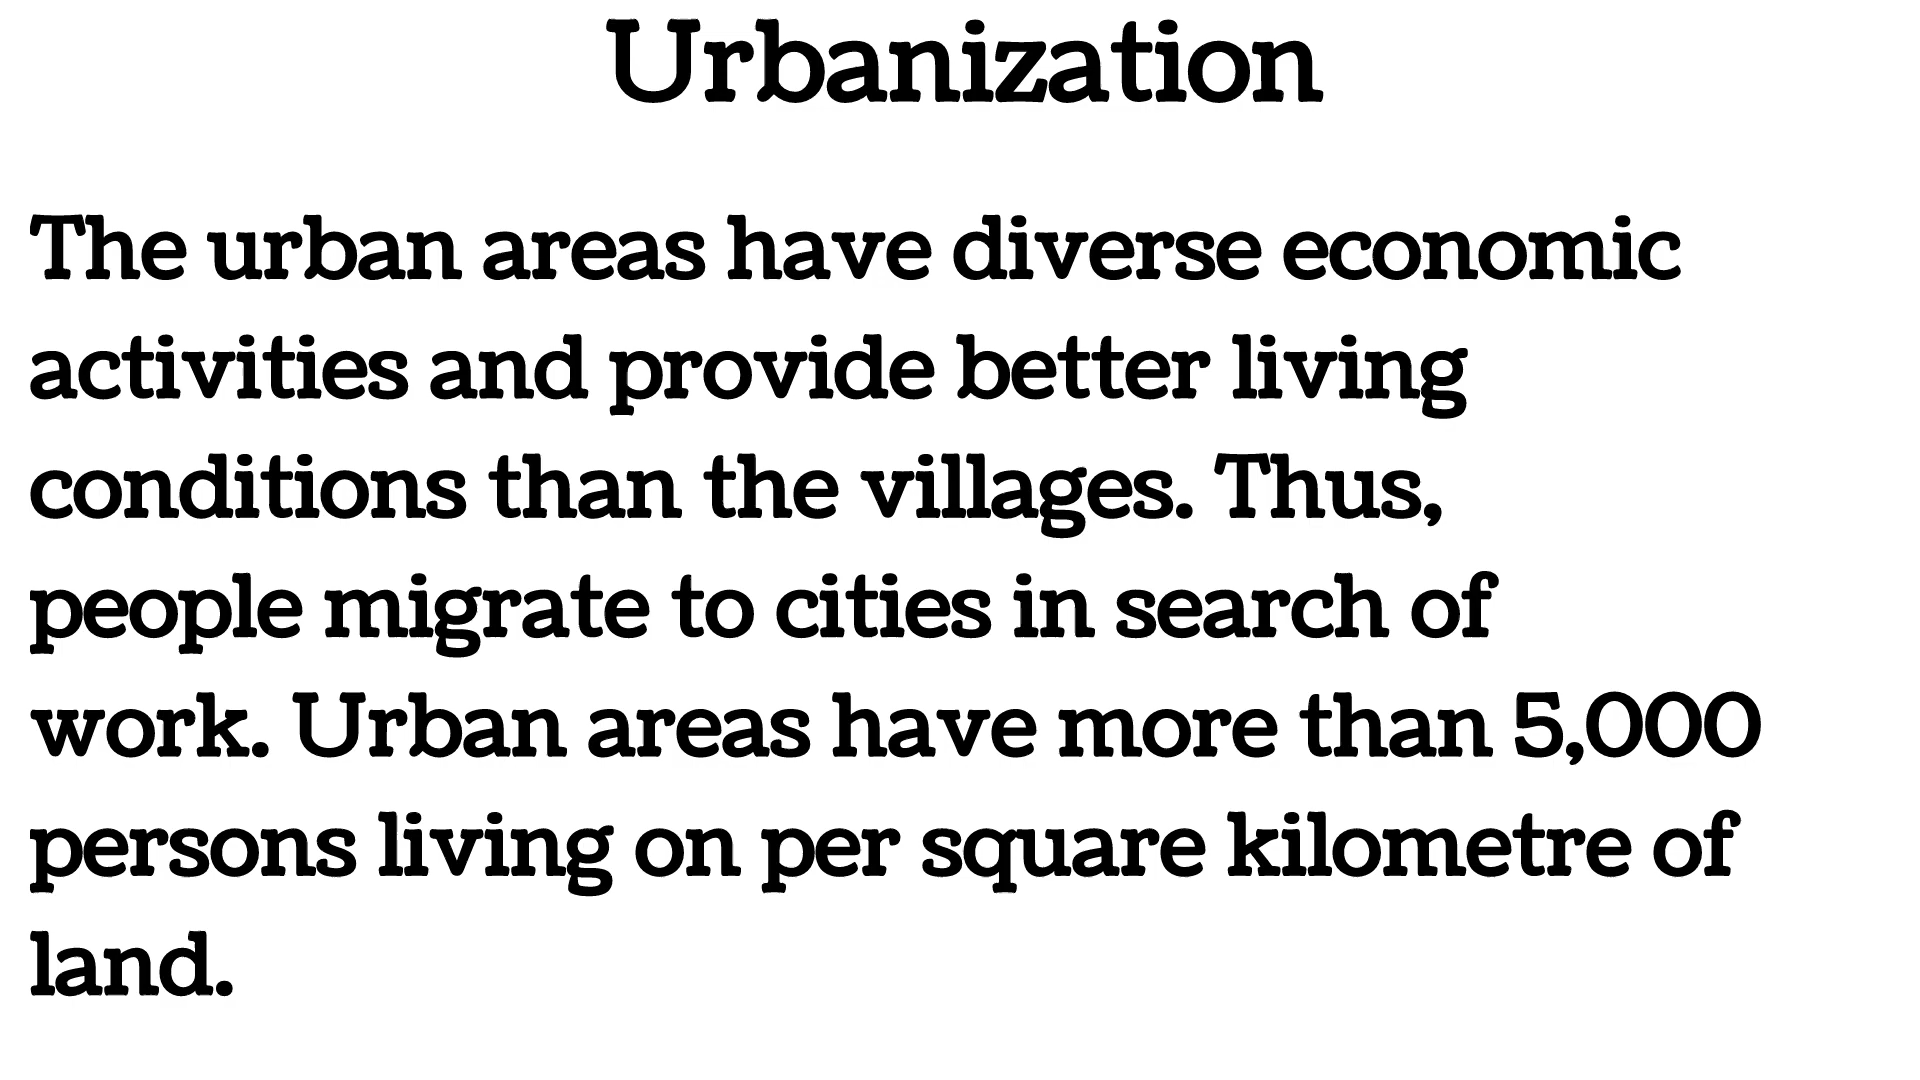 Urbanization
The urban areas have diverse economic
activities and provide better living
conditions than the villages. Thus,
people migrate to cities in search of
work. Urban areas have more than 5,000
persons living on per square kilometre of
land.